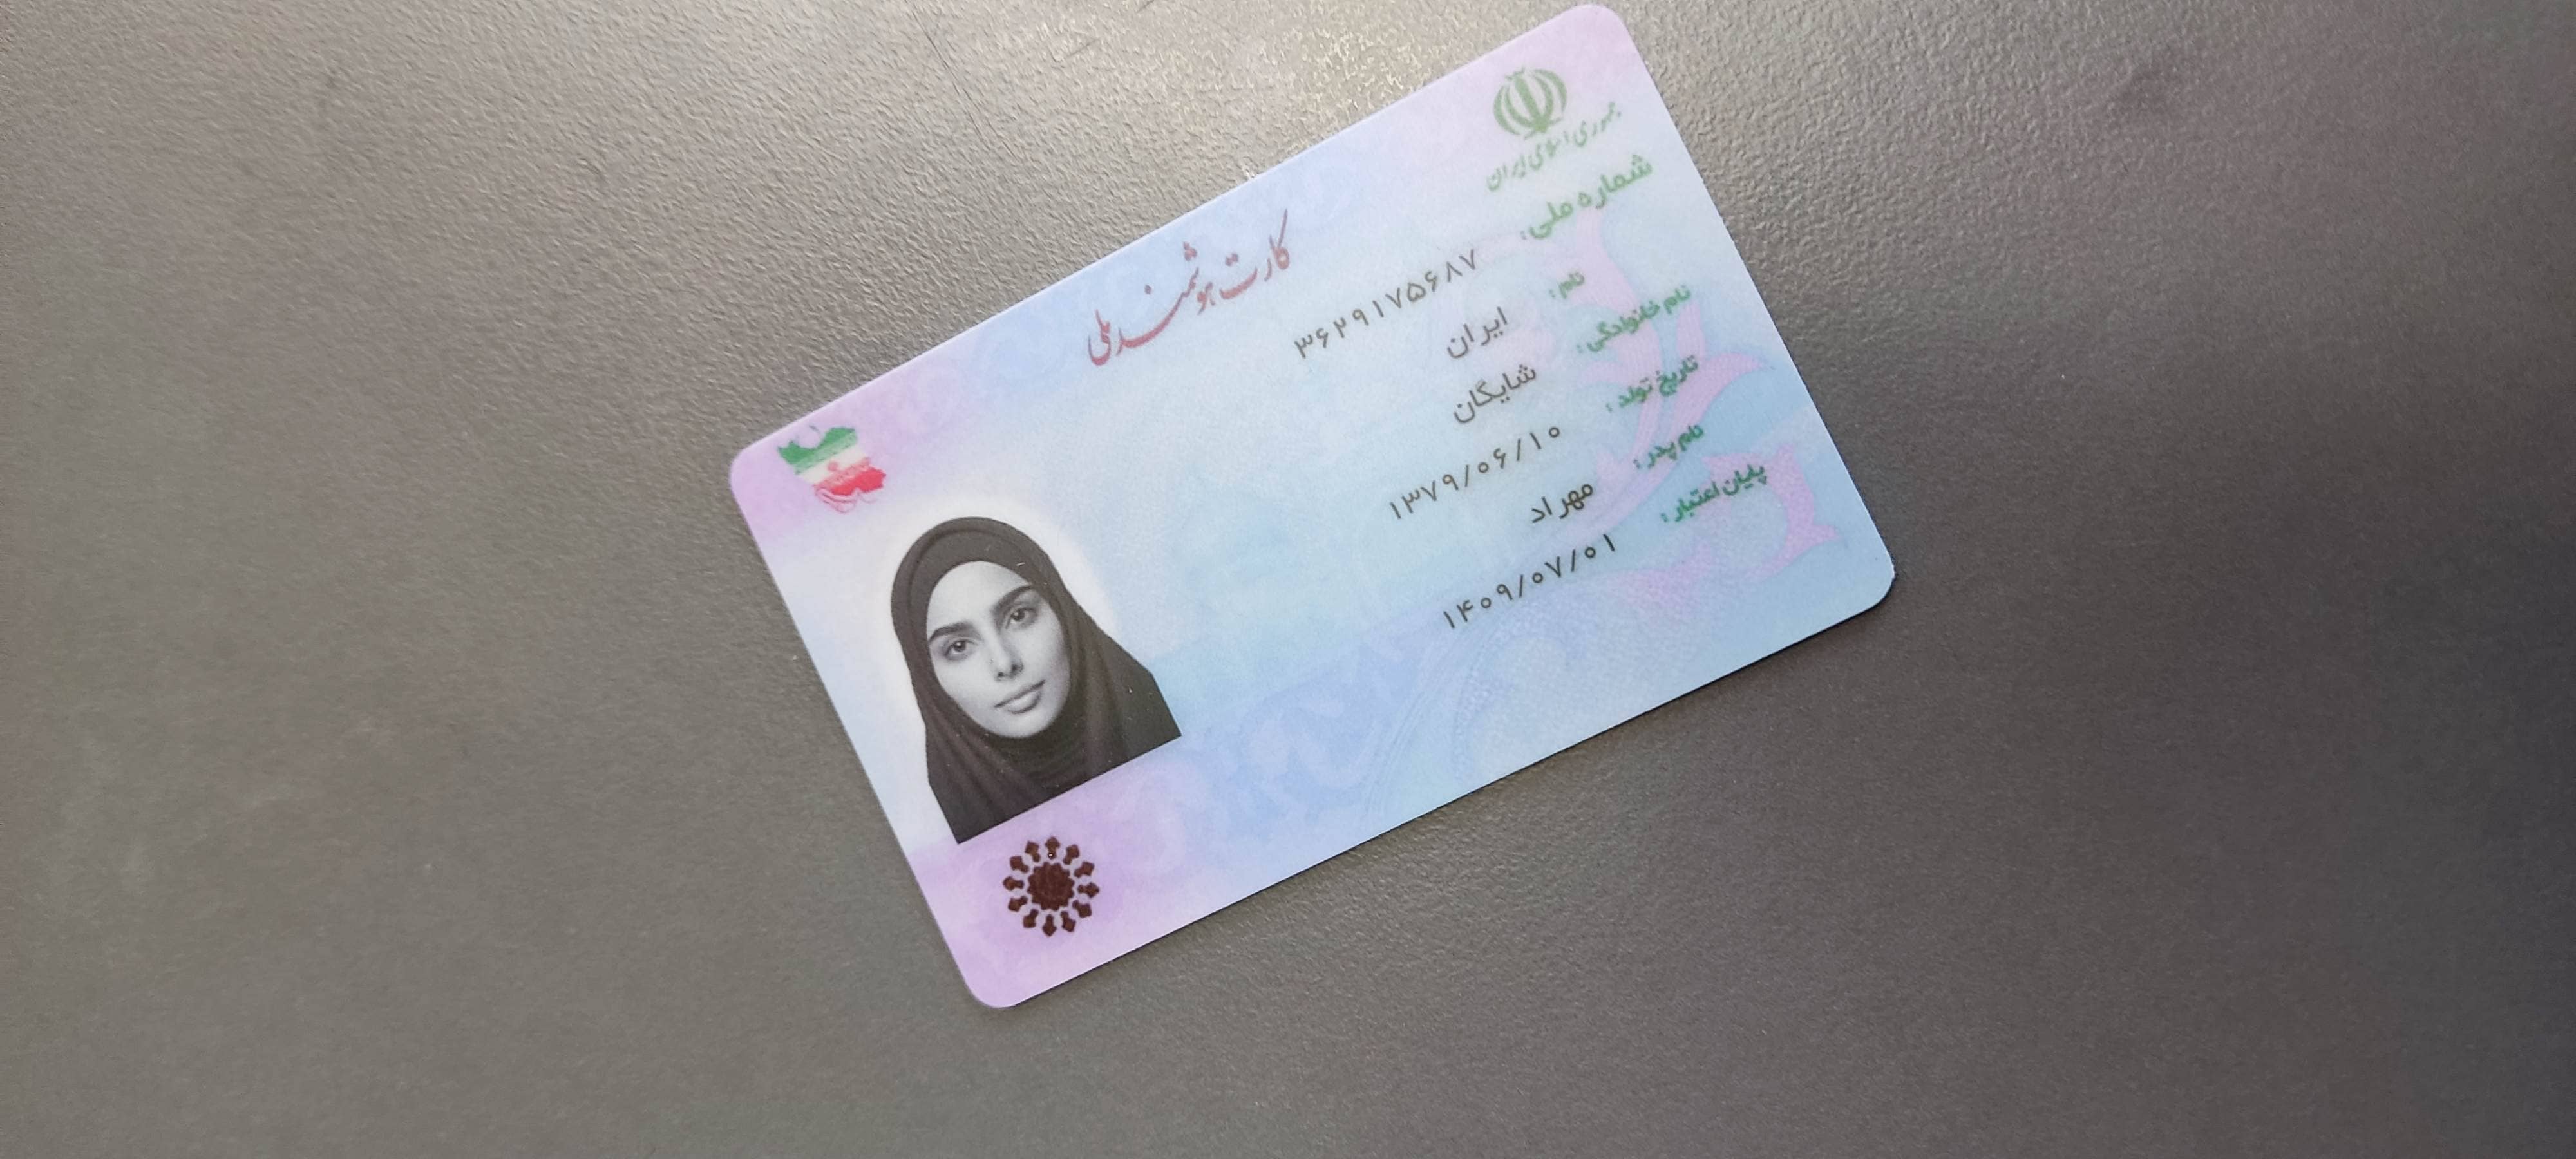 جمهوری اسلامی ایران
کارت هوشمند ملی
شماره ملی: ۳۶۲۹۱۷۵۶۸۷
نام: ایران
نام خانوادگی: شایگان
تاریخ تولد: ۱۳۷۹/۰۶/۱۰
نام پدر: مهراد
پایان اعتبار: ۱۴۰۹/۰۷/۰۱